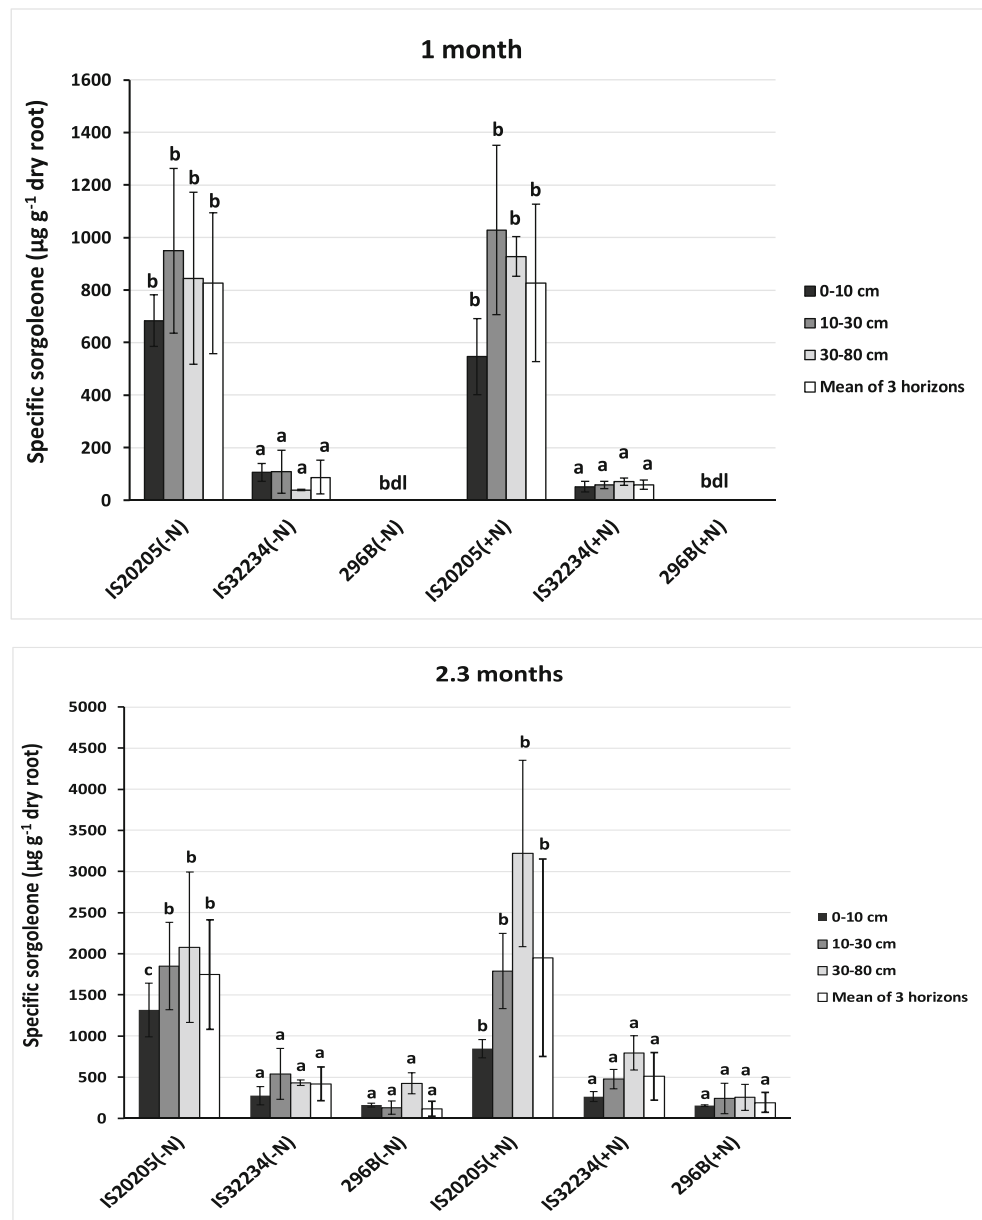 1 month
Specific sorgoleone (µg g⁻¹ dry root)
1600
1400
1200
1000
800
600
400
200
0
b
b
b
b
a
a
a
a
bdl
b
b
b
b
a
a
a
a
bdl
IS20205(-N)
IS32234(-N)
296B(-N)
IS20205(+N)
IS32234(+N)
296B(+N)
0-10 cm
10-30 cm
30-80 cm
Mean of 3 horizons
2.3 months
Specific sorgoleone (µg g⁻¹ dry root)
5000
4500
4000
3500
3000
2500
2000
1500
1000
500
0
c
b
b
b
a
a
a
a
a
a
a
a
b
b
b
b
a
a
a
a
a
a
a
a
IS20205(-N)
IS32234(-N)
296B(-N)
IS20205(+N)
IS32234(+N)
296B(+N)
0-10 cm
10-30 cm
30-80 cm
Mean of 3 horizons